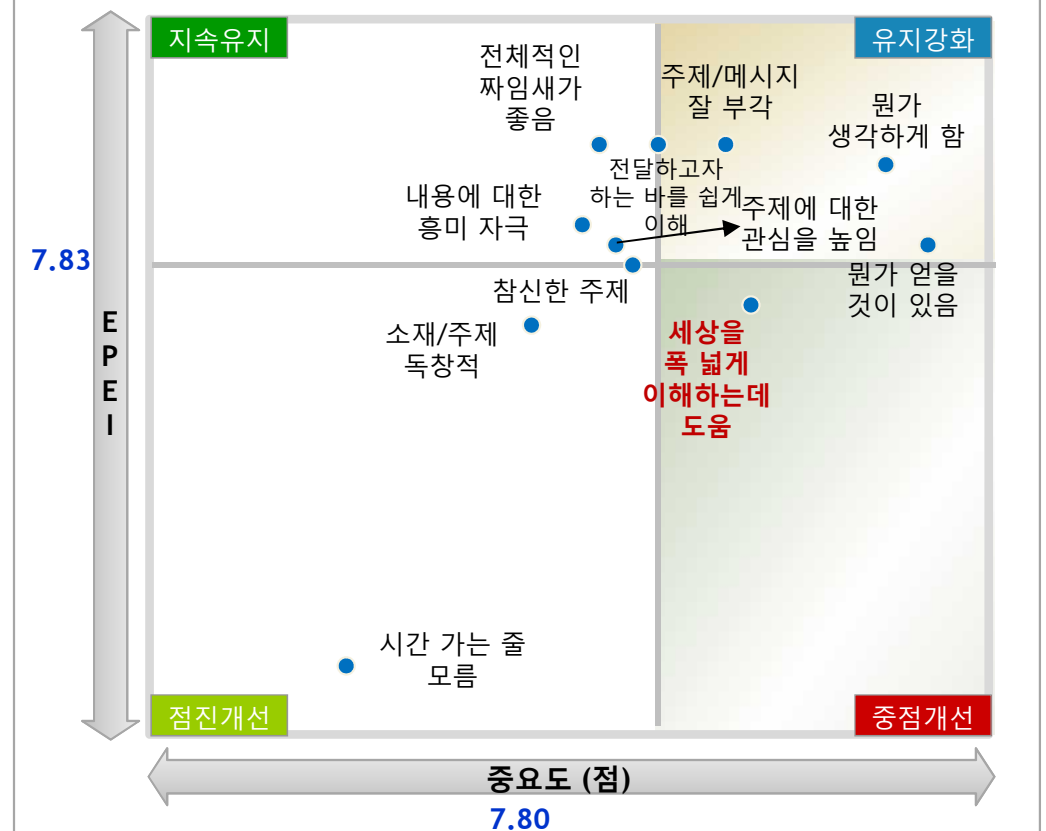 지속유지
유지강화
전체적인
짜임새가
좋음
주제/메시지
잘 부각
뭔가
생각하게 함
전달하고자
하는 바를 쉽게
이해
내용에 대한
흥미 자극
주제에 대한
관심을 높임
7.83
참신한 주제
뭔가 얻을
것이 있음
E
P
E
I
소재/주제
독창적
세상을
폭 넓게
이해하는데
도움
시간 가는 줄
모름
점진개선
중점개선
중요도 (점)
7.80